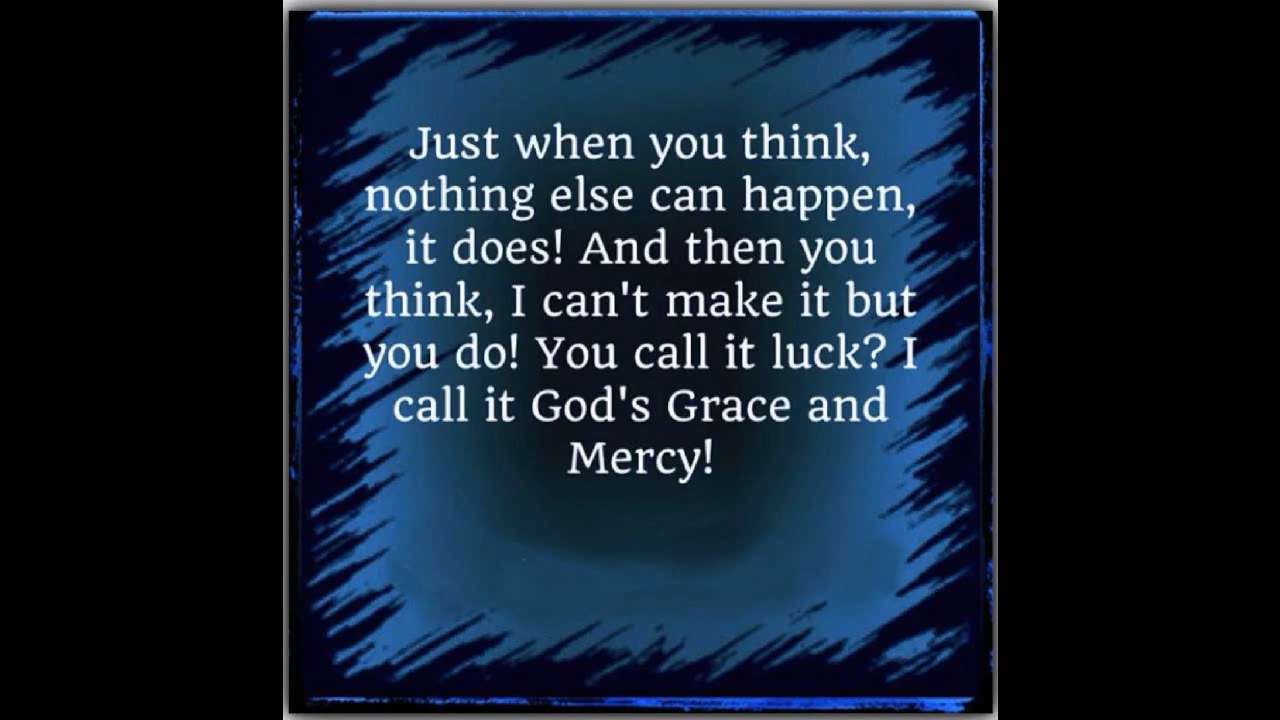 Just when you think,
nothing else can happen,
it does! And then you
think, I can't make it but
you do! You call it luck? I
call it God's Grace and
Mercy!